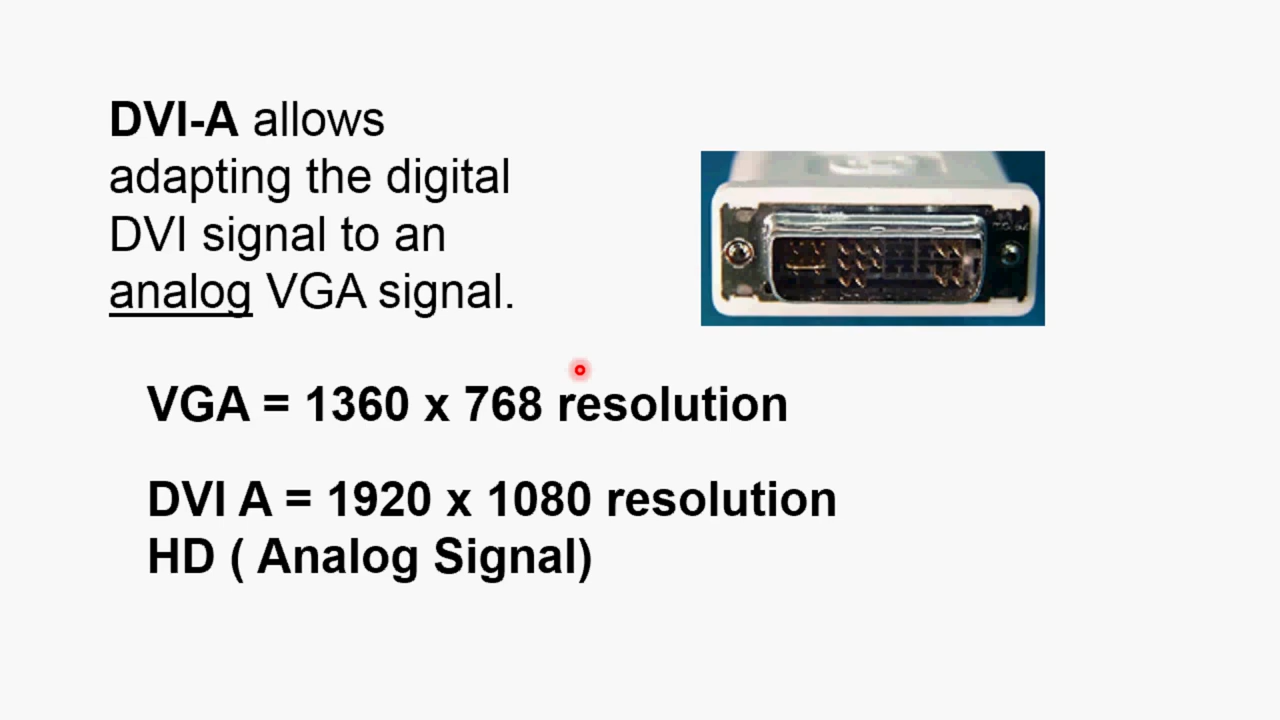 DVI-A allows
adapting the digital
DVI signal to an
analog VGA signal.
VGA = 1360 x 768 resolution
DVI A = 1920 x 1080 resolution
HD ( Analog Signal)